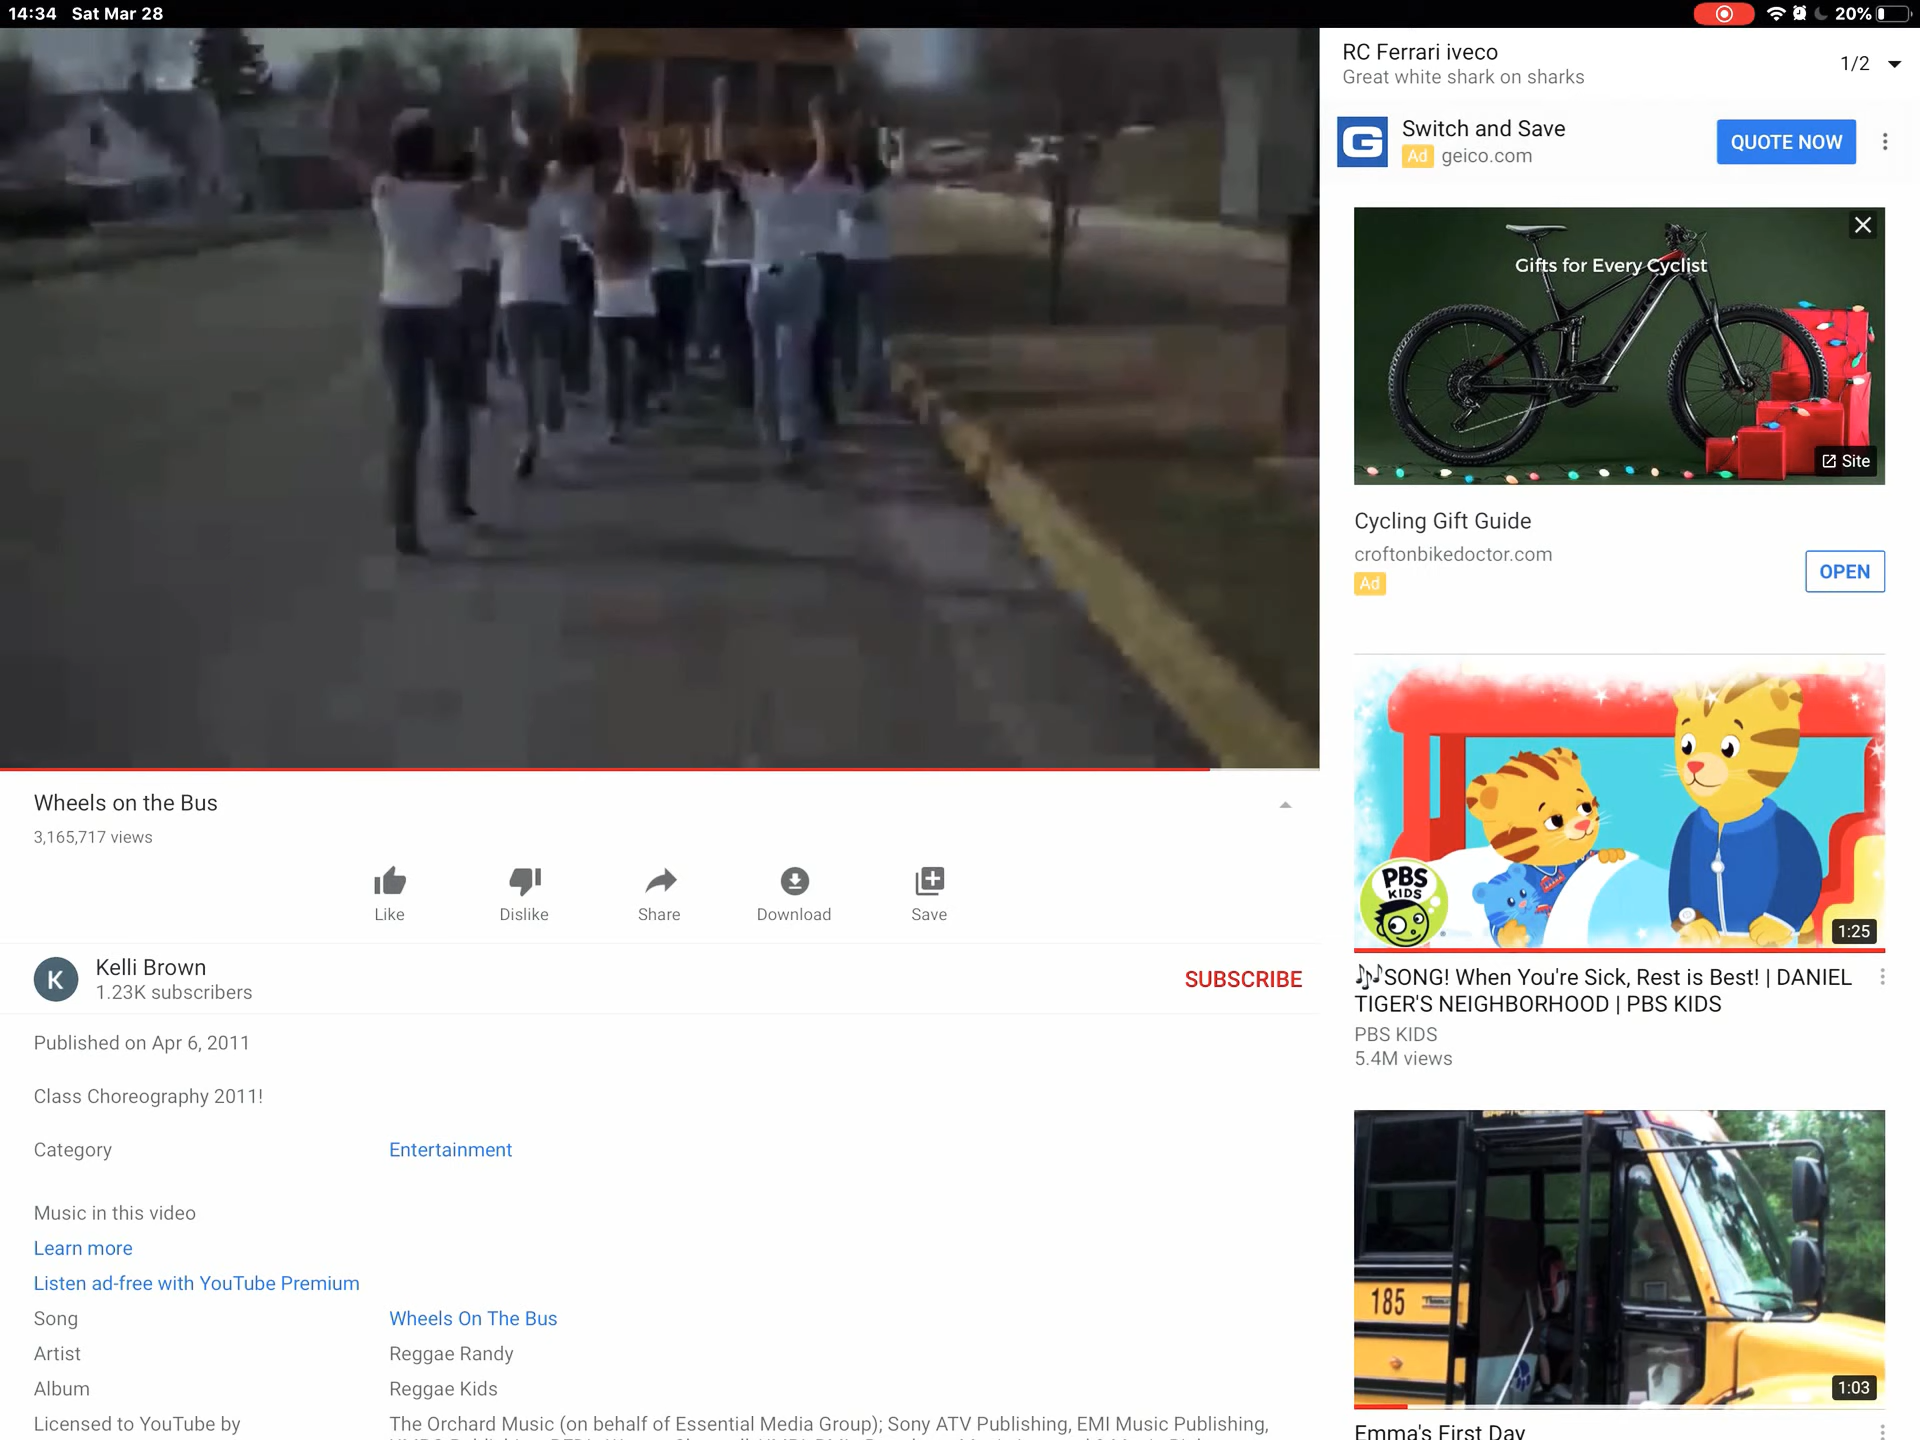 14:34 Sat Mar 28
20%
RC Ferrari iveco
Great white shark on sharks
1/2
G
Switch and Save
Ad geico.com
QUOTE NOW
Gifts for Every Cyclist
TREK
Site
Cycling Gift Guide
croftonbikedoctor.com
Ad
OPEN
PBS
KIDS
1:25
🎶SONG! When You're Sick, Rest is Best! | DANIEL
TIGER'S NEIGHBORHOOD | PBS KIDS
PBS KIDS
5.4M views
185
1:03
Emma's First Day
Wheels on the Bus
3,165,717 views
Like
Dislike
Share
Download
Save
K
Kelli Brown
1.23K subscribers
SUBSCRIBE
Published on Apr 6, 2011
Class Choreography 2011!
Category Entertainment
Music in this video
Learn more
Listen ad-free with YouTube Premium
Song Wheels On The Bus
Artist Reggae Randy
Album Reggae Kids
Licensed to YouTube by The Orchard Music (on behalf of Essential Media Group); Sony ATV Publishing, EMI Music Publishing,